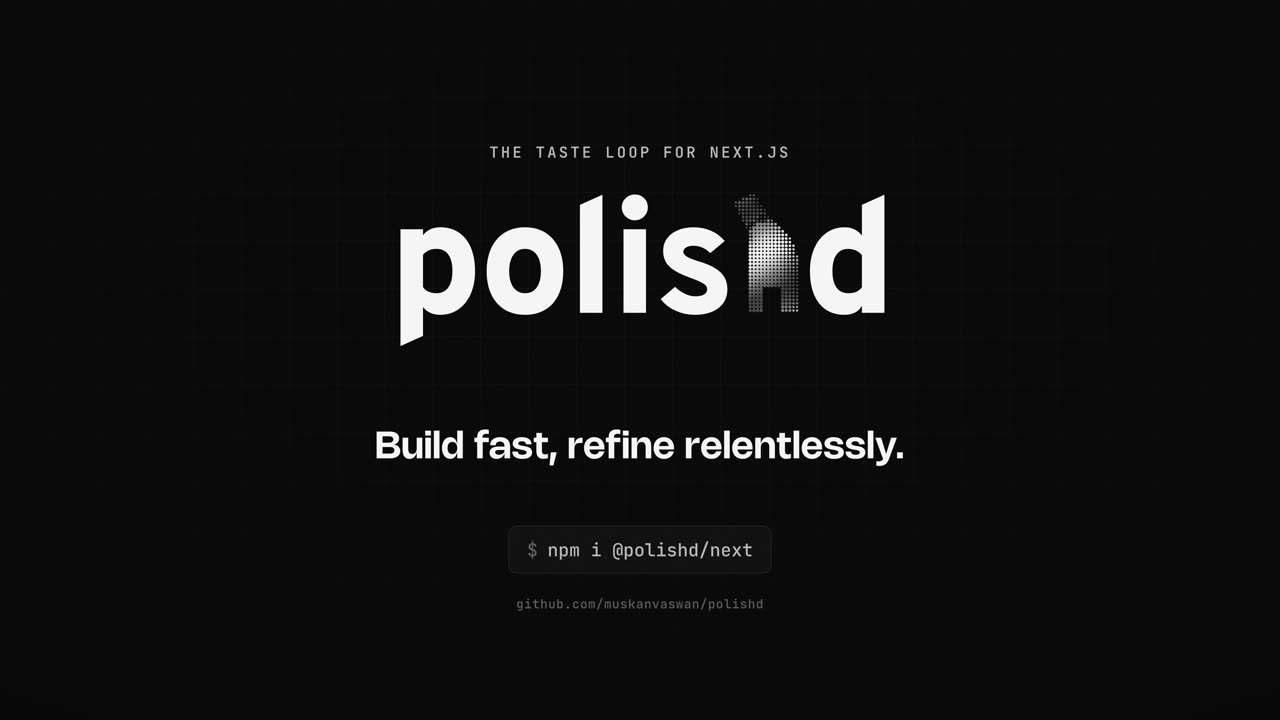 THE TASTE LOOP FOR NEXT.JS
polishd
Build fast, refine relentlessly.
$ npm i @polishd/next
github.com/muskanvaswan/polishd